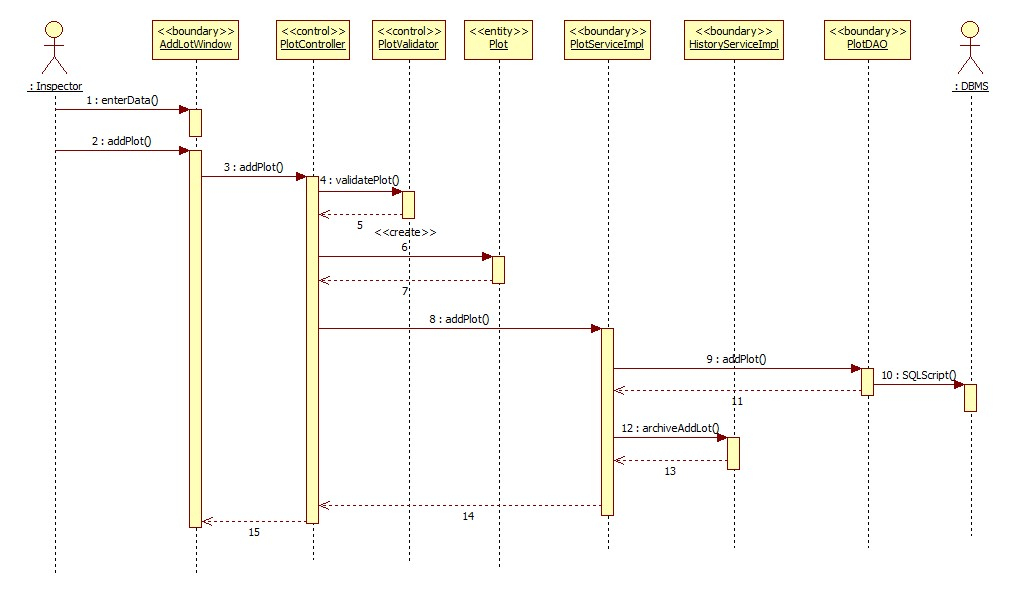 <<boundary>>
AddLotWindow
<<control>>
PlotController
<<control>>
PlotValidator
<<entity>>
Plot
<<boundary>>
PlotServiceImpl
<<boundary>>
HistoryServiceImpl
<<boundary>>
PlotDAO
: Inspector
: DBMS
1 : enterData()
2 : addPlot()
3 : addPlot()
4 : validatePlot()
5
<<create>>
6
7
8 : addPlot()
9 : addPlot()
10 : SQLScript()
11
12 : archiveAddLot()
13
14
15